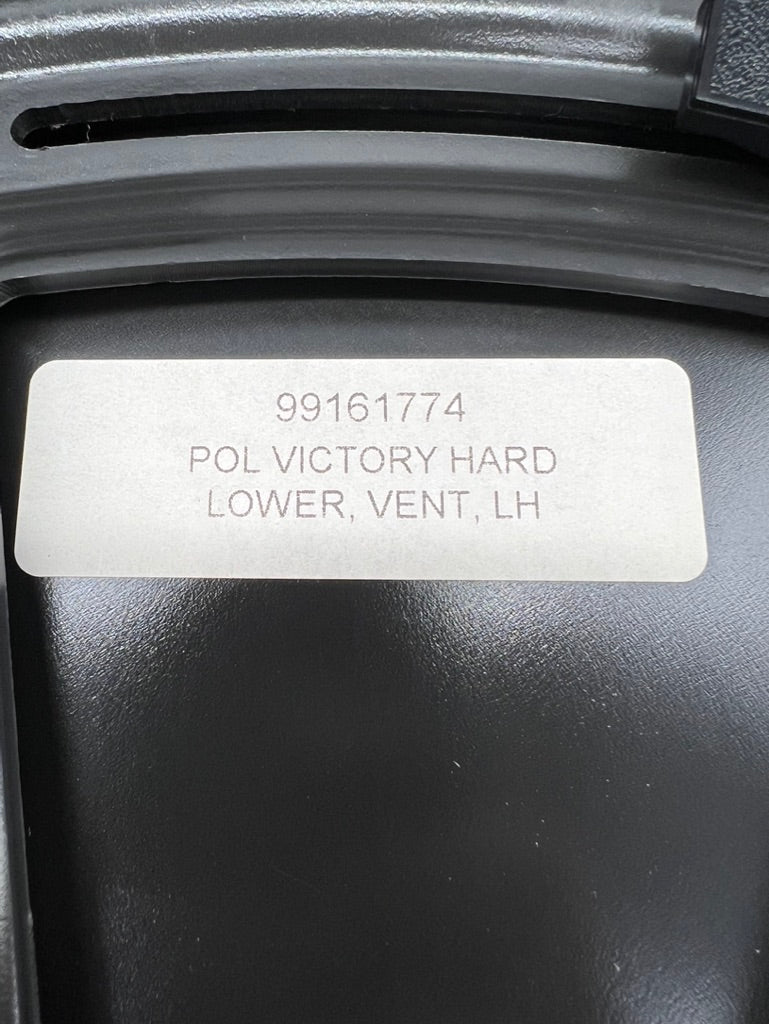 99161774
POL VICTORY HARD
LOWER, VENT, LH